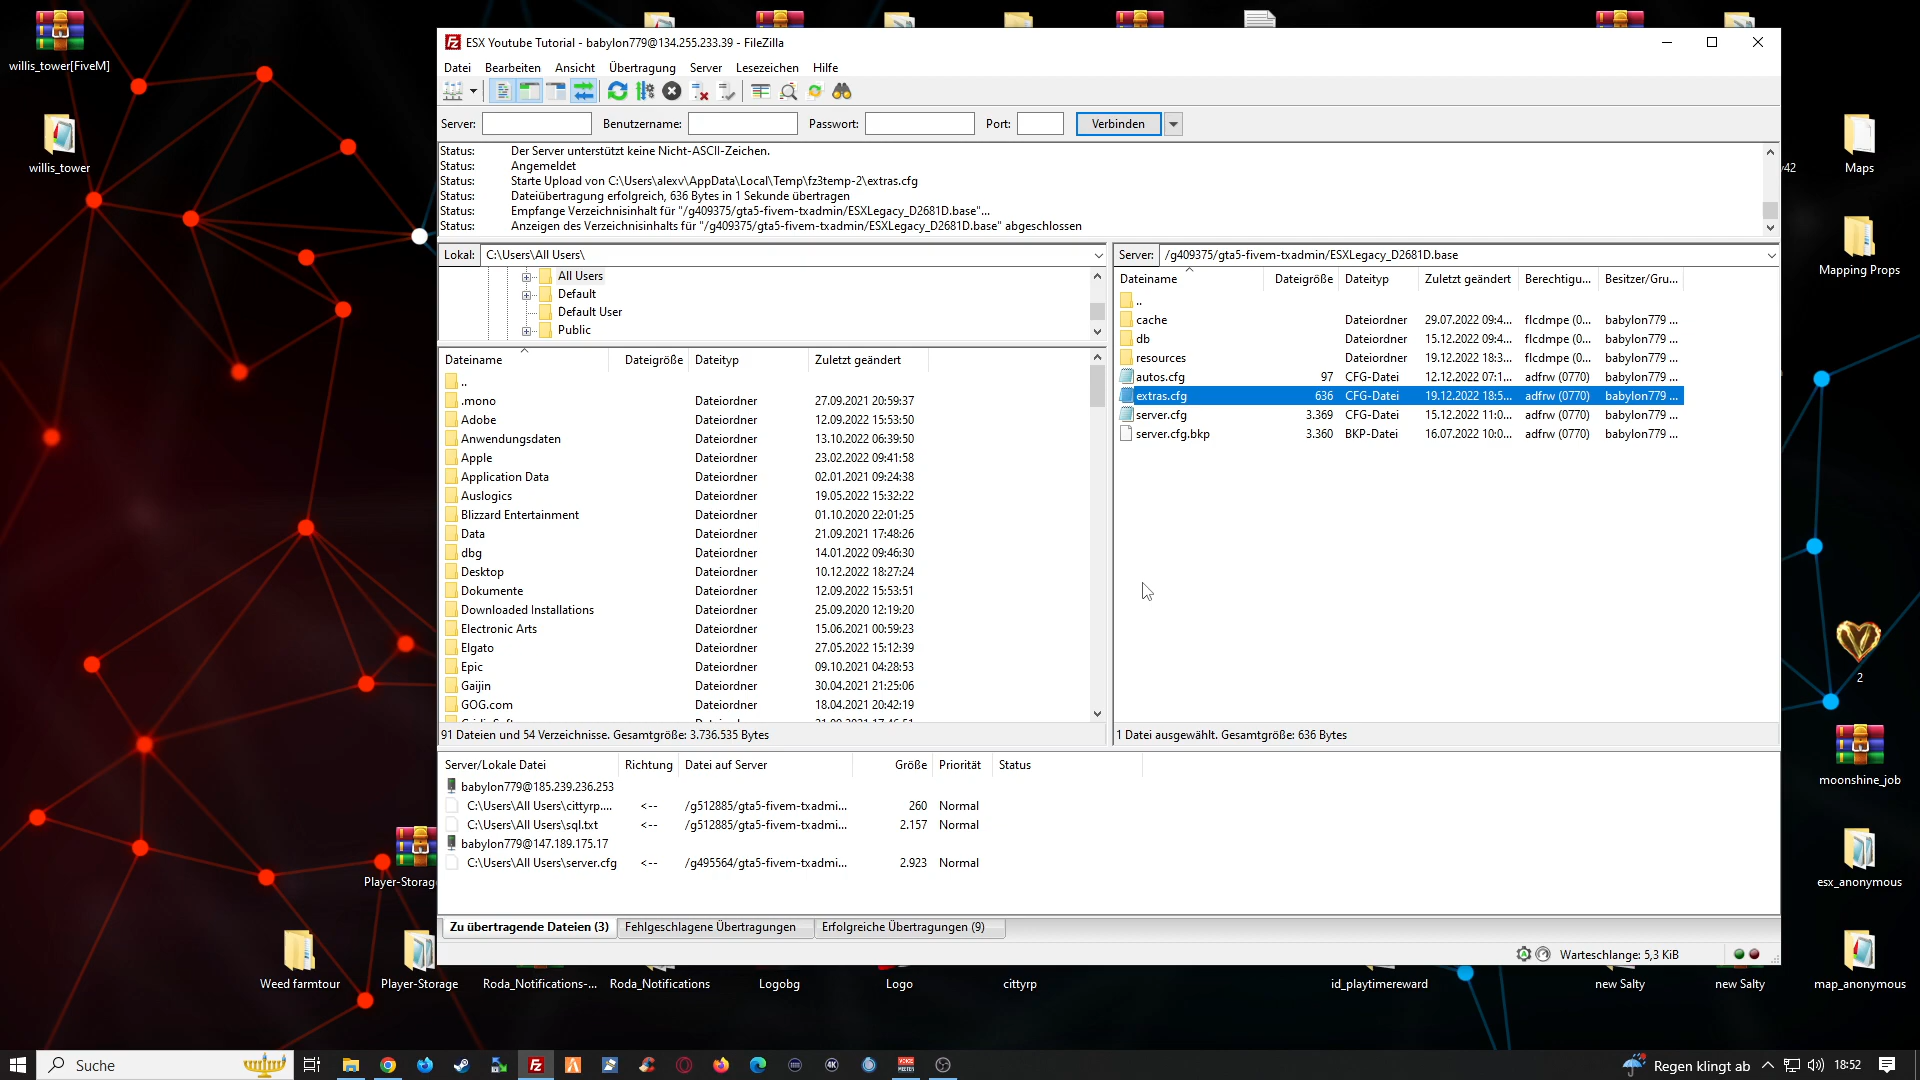 willis_tower[FiveM]
willis_tower
ESX Youtube Tutorial - babylon779@134.255.233.39 - FileZilla
Datei Bearbeiten Ansicht Übertragung Server Lesezeichen Hilfe
Server: Benutzername: Passwort: Port: Verbinden
Status: Der Server unterstützt keine Nicht-ASCII-Zeichen.
Status: Angemeldet
Status: Starte Upload von C:\Users\alexv\AppData\Local\Temp\fz3temp-2\extras.cfg
Status: Dateiübertragung erfolgreich, 636 Bytes in 1 Sekunde übertragen
Status: Empfange Verzeichnisinhalt für "/g409375/gta5-fivem-txadmin/ESXLegacy_D2681D.base"...
Status: Anzeigen des Verzeichnisinhalts für "/g409375/gta5-fivem-txadmin/ESXLegacy_D2681D.base" abgeschlossen
Lokal: C:\Users\All Users\
All Users
Default
Default User
Public
Dateiname Dateigröße Dateityp Zuletzt geändert
..
.mono Dateiordner 27.09.2021 20:59:37
Adobe Dateiordner 12.09.2022 15:53:50
Anwendungsdaten Dateiordner 13.10.2022 06:39:50
Apple Dateiordner 23.02.2022 09:41:58
Application Data Dateiordner 02.01.2021 09:24:38
Auslogics Dateiordner 19.05.2022 15:32:22
Blizzard Entertainment Dateiordner 01.10.2020 22:01:25
Data Dateiordner 21.09.2021 17:48:26
dbg Dateiordner 14.01.2022 09:46:30
Desktop Dateiordner 10.12.2022 18:27:24
Dokumente Dateiordner 12.09.2022 15:53:51
Downloaded Installations Dateiordner 25.09.2020 12:19:20
Electronic Arts Dateiordner 15.06.2021 00:59:23
Elgato Dateiordner 27.05.2022 15:12:39
Epic Dateiordner 09.10.2021 04:28:53
Gaijin Dateiordner 30.04.2021 21:25:06
GOG.com Dateiordner 18.04.2021 20:42:19
91 Dateien und 54 Verzeichnisse. Gesamtgröße: 3.736.535 Bytes
Server: /g409375/gta5-fivem-txadmin/ESXLegacy_D2681D.base
Dateiname Dateigröße Dateityp Zuletzt geändert Berechtigu... Besitzer/Gru...
..
cache Dateiordner 29.07.2022 09:4... flcdmpe (0... babylon779 ...
db Dateiordner 15.12.2022 09:4... flcdmpe (0... babylon779 ...
resources Dateiordner 19.12.2022 18:3... flcdmpe (0... babylon779 ...
autos.cfg 97 CFG-Datei 12.12.2022 07:1... adfrw (0770) babylon779 ...
extras.cfg 636 CFG-Datei 19.12.2022 18:5... adfrw (0770) babylon779 ...
server.cfg 3.369 CFG-Datei 15.12.2022 11:0... adfrw (0770) babylon779 ...
server.cfg.bkp 3.360 BKP-Datei 16.07.2022 10:0... adfrw (0770) babylon779 ...
1 Datei ausgewählt. Gesamtgröße: 636 Bytes
Server/Lokale Datei Richtung Datei auf Server Größe Priorität Status
babylon779@185.239.236.253
C:\Users\All Users\cittyrp.... <-- /g512885/gta5-fivem-txadmi... 260 Normal
C:\Users\All Users\sql.txt <-- /g512885/gta5-fivem-txadmi... 2.157 Normal
babylon779@147.189.175.17
C:\Users\All Users\server.cfg <-- /g495564/gta5-fivem-txadmi... 2.923 Normal
Zu übertragende Dateien (3) Fehlgeschlagene Übertragungen Erfolgreiche Übertragungen (9)
Warteschlange: 5,3 KiB
y42
Maps
Mapping Props
2
moonshine_job
esx_anonymous
Player-Storag
Weed farmtour
Player-Storage
Roda_Notifications-...
Roda_Notifications
Logobg
Logo
cittyrp
id_playtimereward
new Salty
new Salty
map_anonymous
Suche
4K
Regen klingt ab
18:52